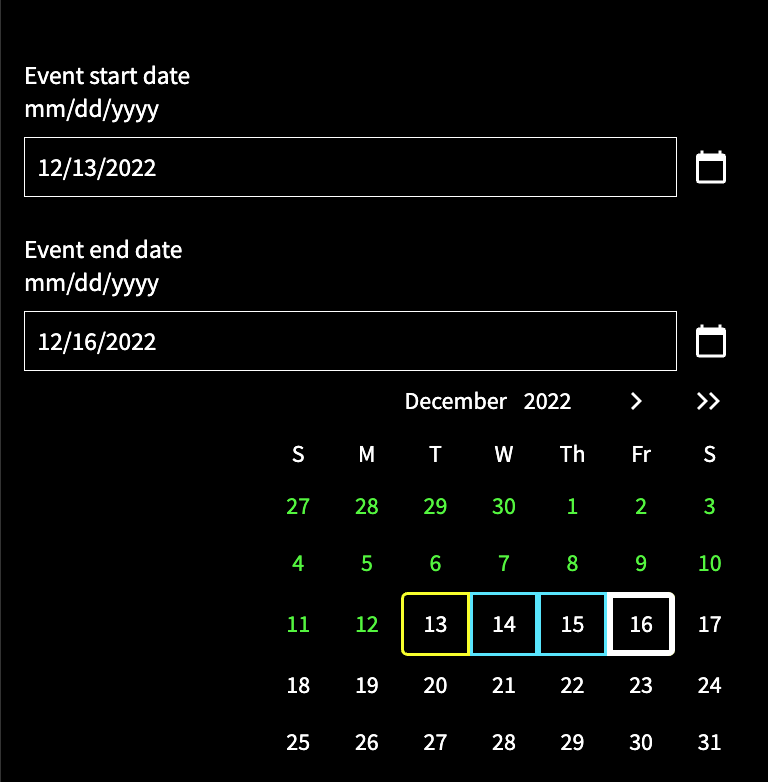 Event start date
mm/dd/yyyy
12/13/2022
Event end date
mm/dd/yyyy
12/16/2022
December 2022
S M T W Th Fr S
27 28 29 30 1 2 3
4 5 6 7 8 9 10
11 12 13 14 15 16 17
18 19 20 21 22 23 24
25 26 27 28 29 30 31